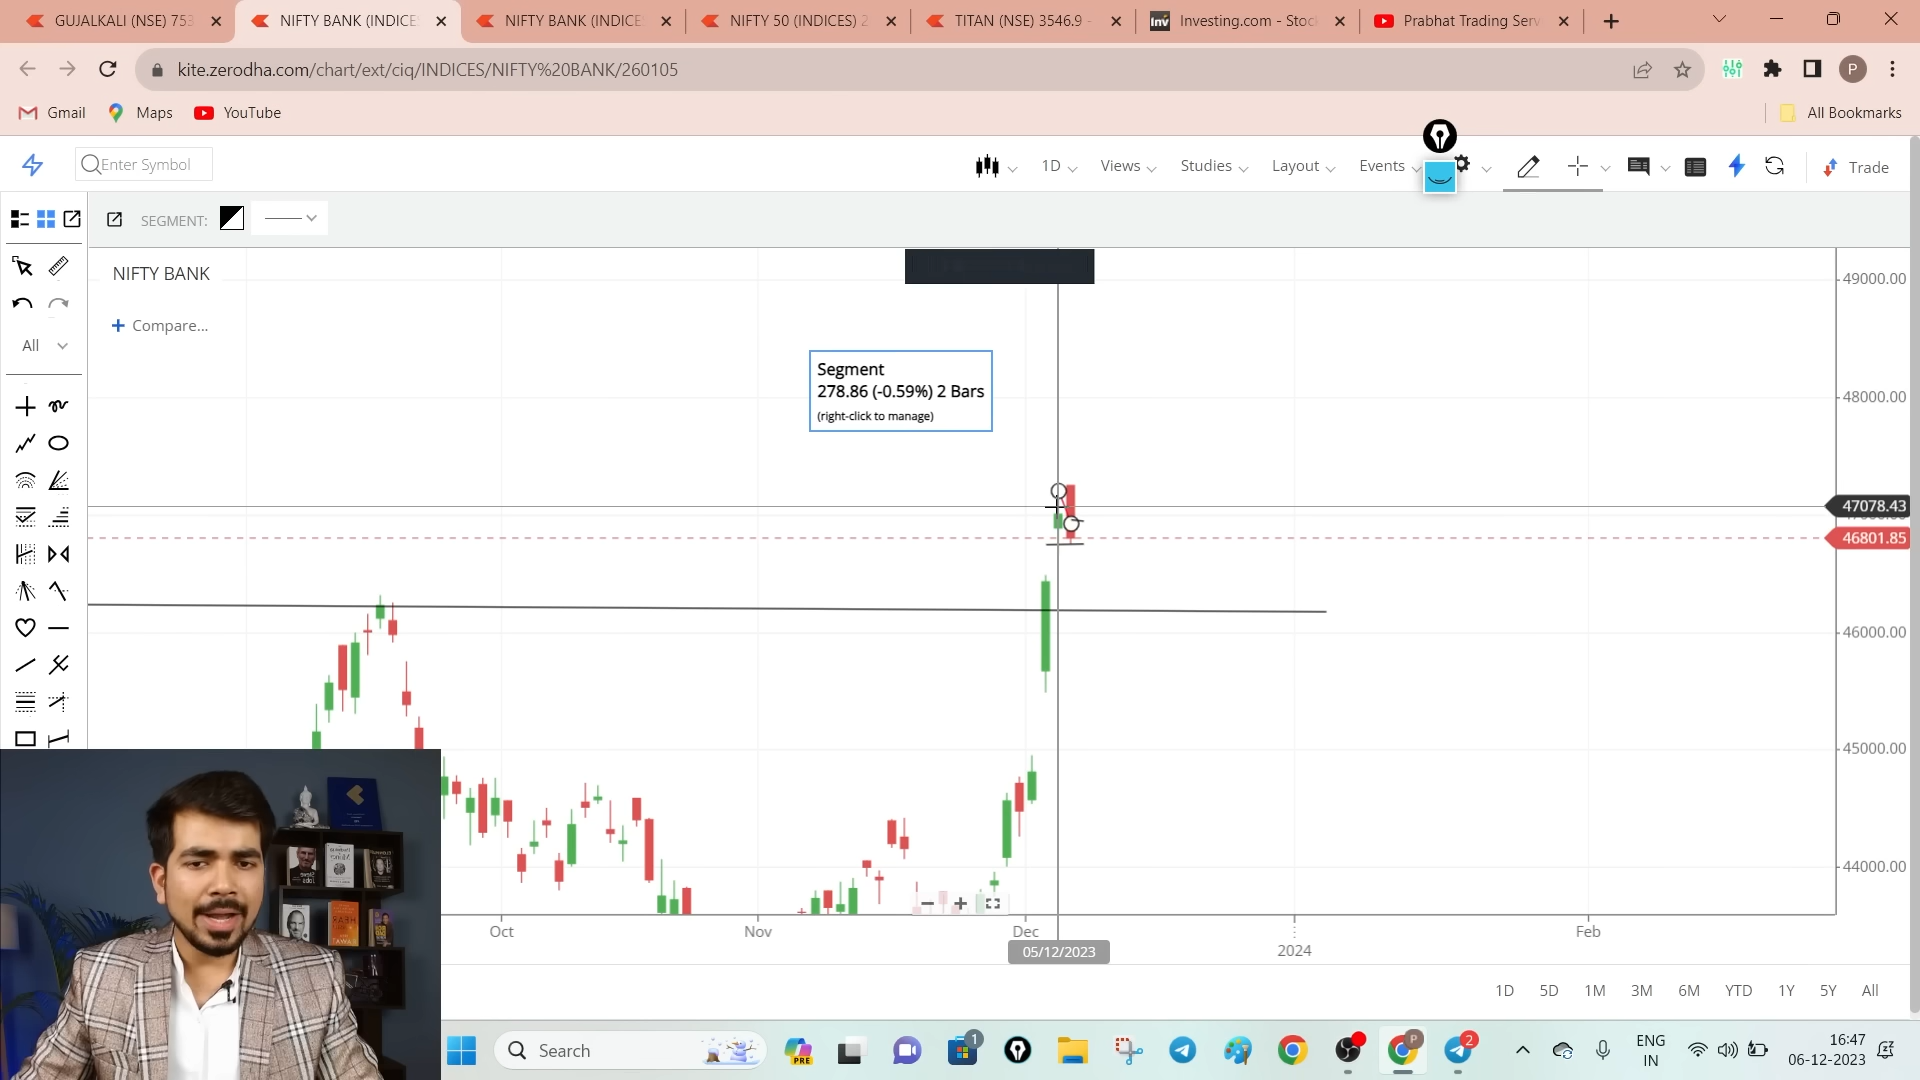 GUJALKALI (NSE) 753
NIFTY BANK (INDICE
NIFTY BANK (INDICE
NIFTY 50 (INDICES) 2
TITAN (NSE) 3546.9 -
Inv
Investing.com - Stoc
Prabhat Trading Serv
kite.zerodha.com/chart/ext/ciq/INDICES/NIFTY%20BANK/260105
P
Gmail
Maps
YouTube
All Bookmarks
Enter Symbol
1D
Views
Studies
Layout
Events
Trade
SEGMENT:
NIFTY BANK
Compare...
All
Segment
278.86 (-0.59%) 2 Bars
(right-click to manage)
49000.00
48000.00
47078.43
46801.85
46000.00
45000.00
44000.00
Oct
Nov
Dec
2024
Feb
05/12/2023
1D
5D
1M
3M
6M
YTD
1Y
5Y
All
Search
PRE
1
P
2
ENG
IN
16:47
06-12-2023